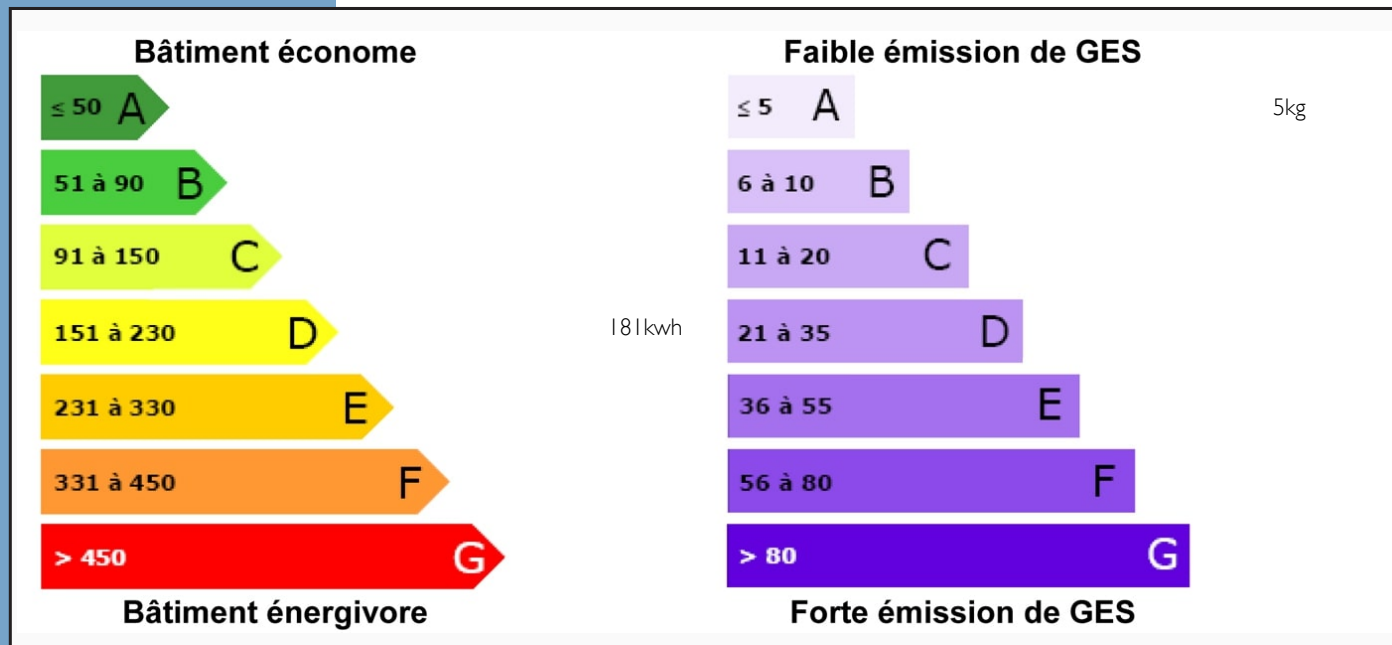 Bâtiment économe
≤ 50 A
51 à 90 B
91 à 150 C
151 à 230 D
181kwh
231 à 330 E
331 à 450 F
> 450 G
Bâtiment énergivore
Faible émission de GES
≤ 5 A
5kg
6 à 10 B
11 à 20 C
21 à 35 D
36 à 55 E
56 à 80 F
> 80 G
Forte émission de GES